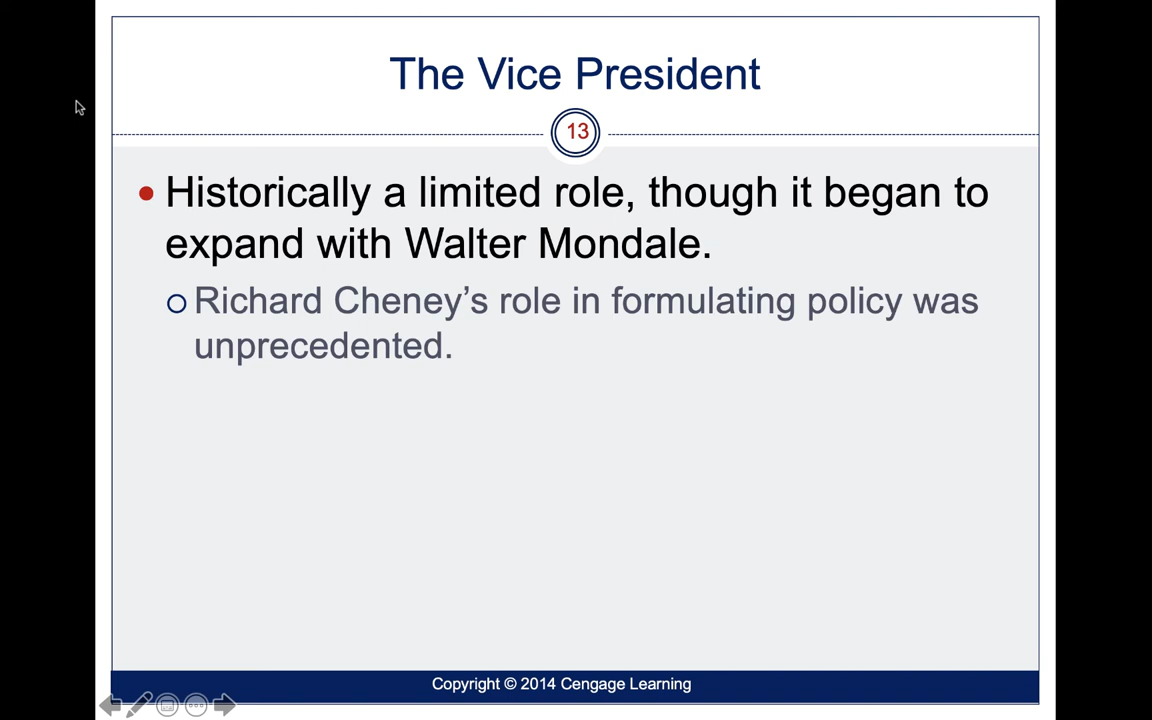 The Vice President
13
• Historically a limited role, though it began to
expand with Walter Mondale.
○ Richard Cheney’s role in formulating policy was
unprecedented.
Copyright © 2014 Cengage Learning